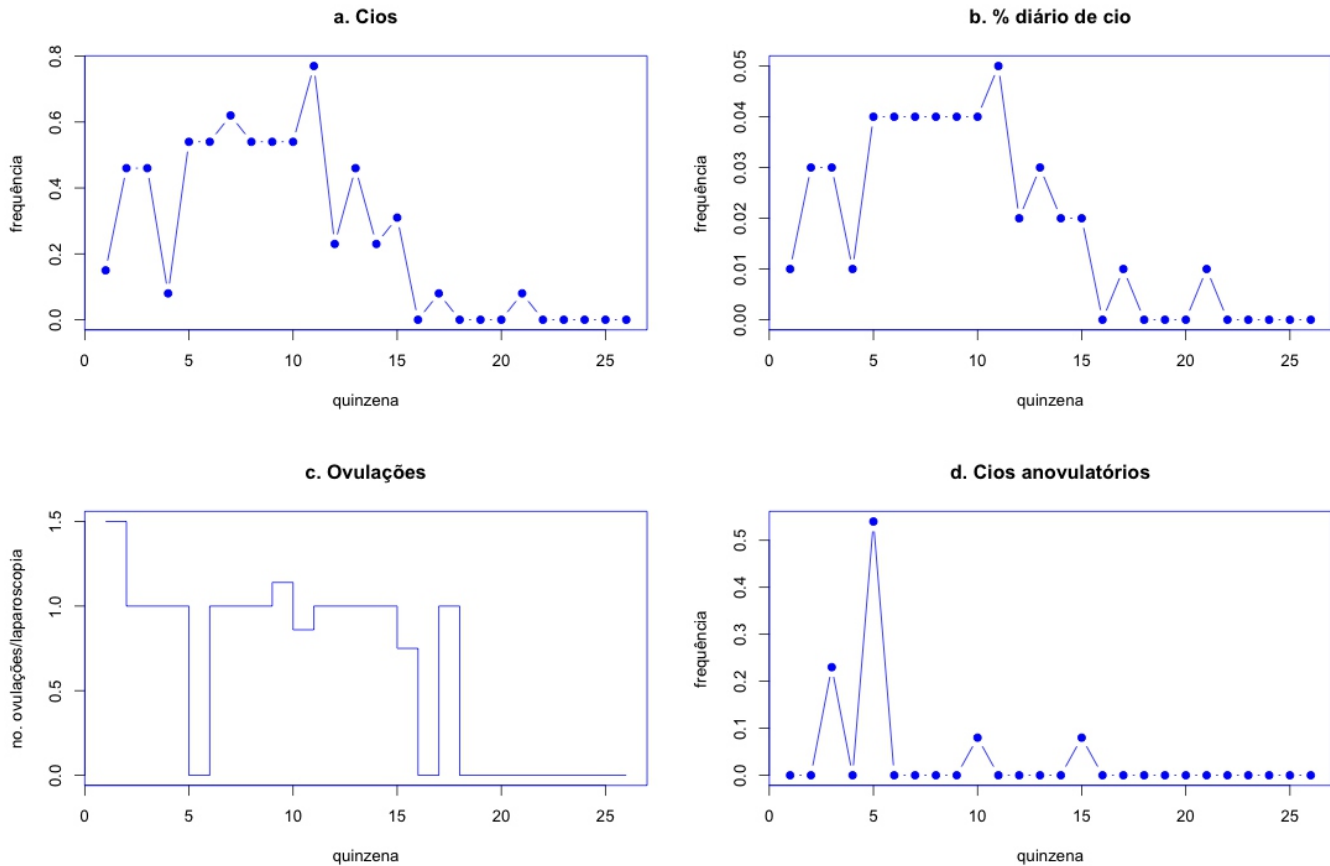 a. Cios
frequência
0.8
0.6
0.4
0.2
0.0
0 5 10 15 20 25
quinzena
b. % diário de cio
frequência
0.05
0.04
0.03
0.02
0.01
0.00
0 5 10 15 20 25
quinzena
c. Ovulações
no. ovulações/laparoscopia
1.5
1.0
0.5
0.0
0 5 10 15 20 25
quinzena
d. Cios anovulatórios
frequência
0.5
0.4
0.3
0.2
0.1
0.0
0 5 10 15 20 25
quinzena